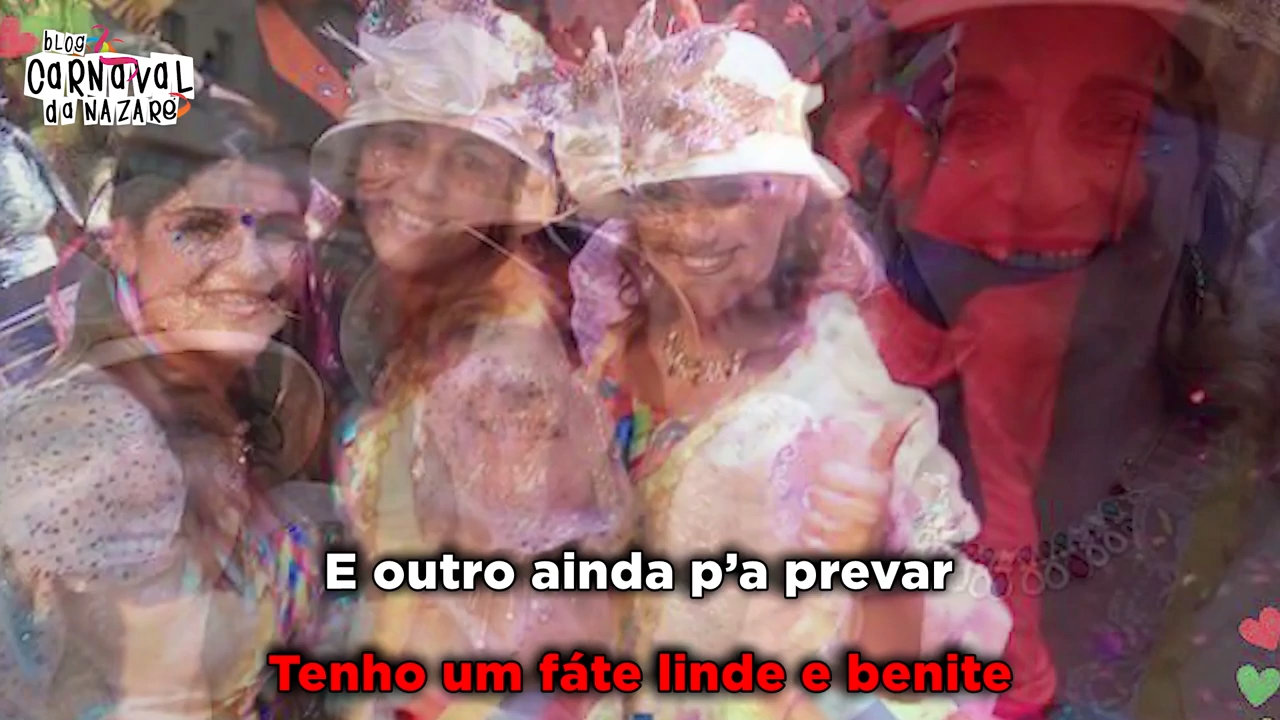 BLOG
CARNAVAL
da NAZARÉ
E outro ainda p’a prevar
Tenho um fáte linde e benite